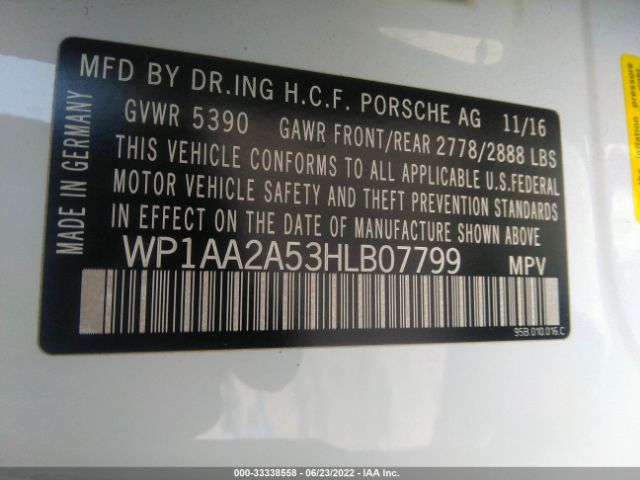 MFD BY DR.ING H.C.F. PORSCHE AG 11/16
GVWR 5390 GAWR FRONT/REAR 2778/2888 LBS
THIS VEHICLE CONFORMS TO ALL APPLICABLE U.S.FEDERAL
MOTOR VEHICLE SAFETY AND THEFT PREVENTION STANDARDS
IN EFFECT ON THE DATE OF MANUFACTURE SHOWN ABOVE
WP1AA2A53HLB07799 MPV
95B.010.016.C
MADE IN GERMANY
pressure
000-33338558 - 06/23/2022 - IAA Inc.